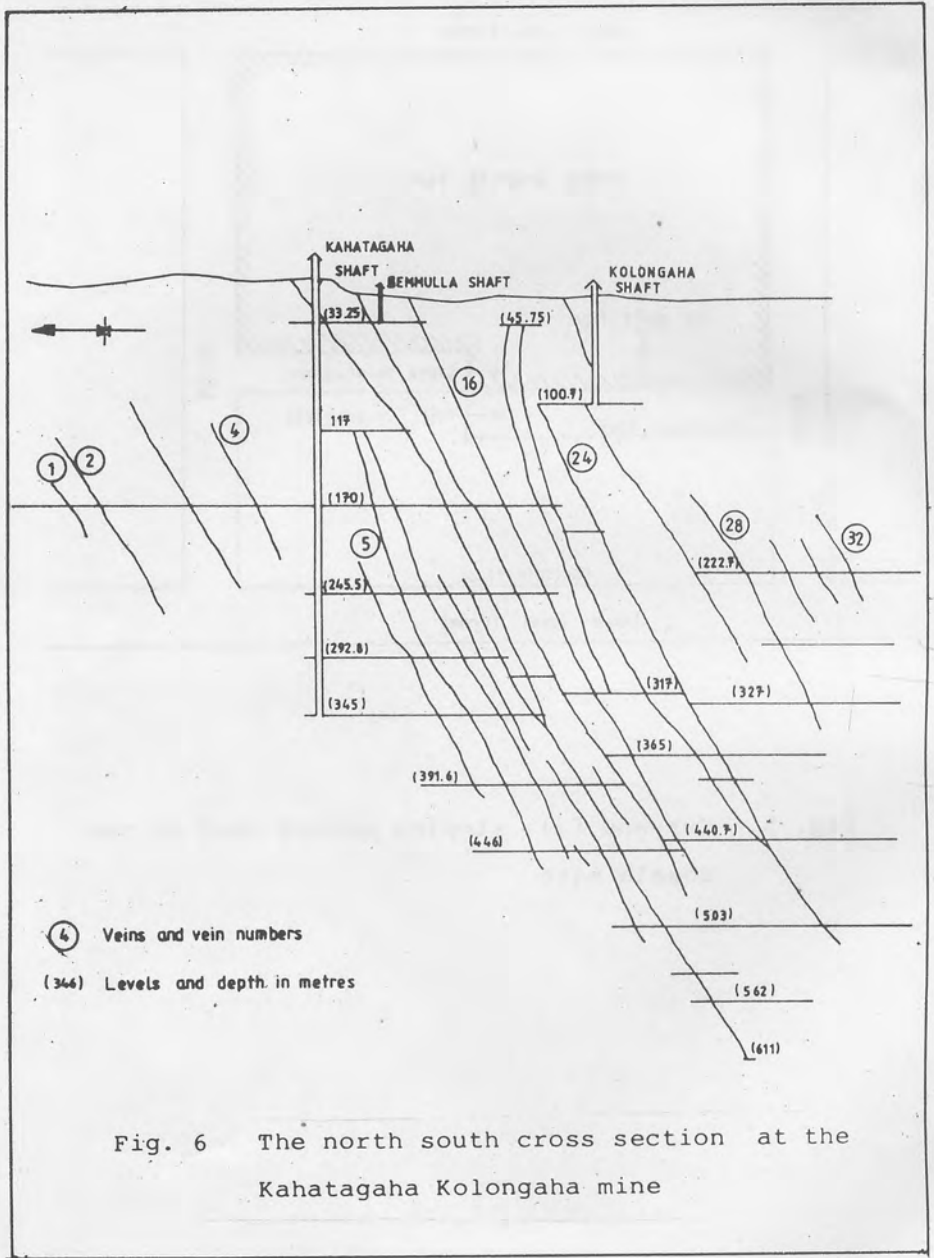 KAHATAGAHA
SHAFT
BEMMULLA SHAFT
KOLONGAHA
SHAFT
(33.25)
(45.75)
16
(100.7)
117
4
24
1
2
(170)
5
28
32
(222.7)
(245.5)
(292.8)
(317)
(327)
(345)
(365)
(391.6)
(440.7)
(446)
(503)
4 Veins and vein numbers
(346) Levels and depth in metres
(562)
(611)
Fig. 6 The north south cross section at the
Kahatagaha Kolongaha mine